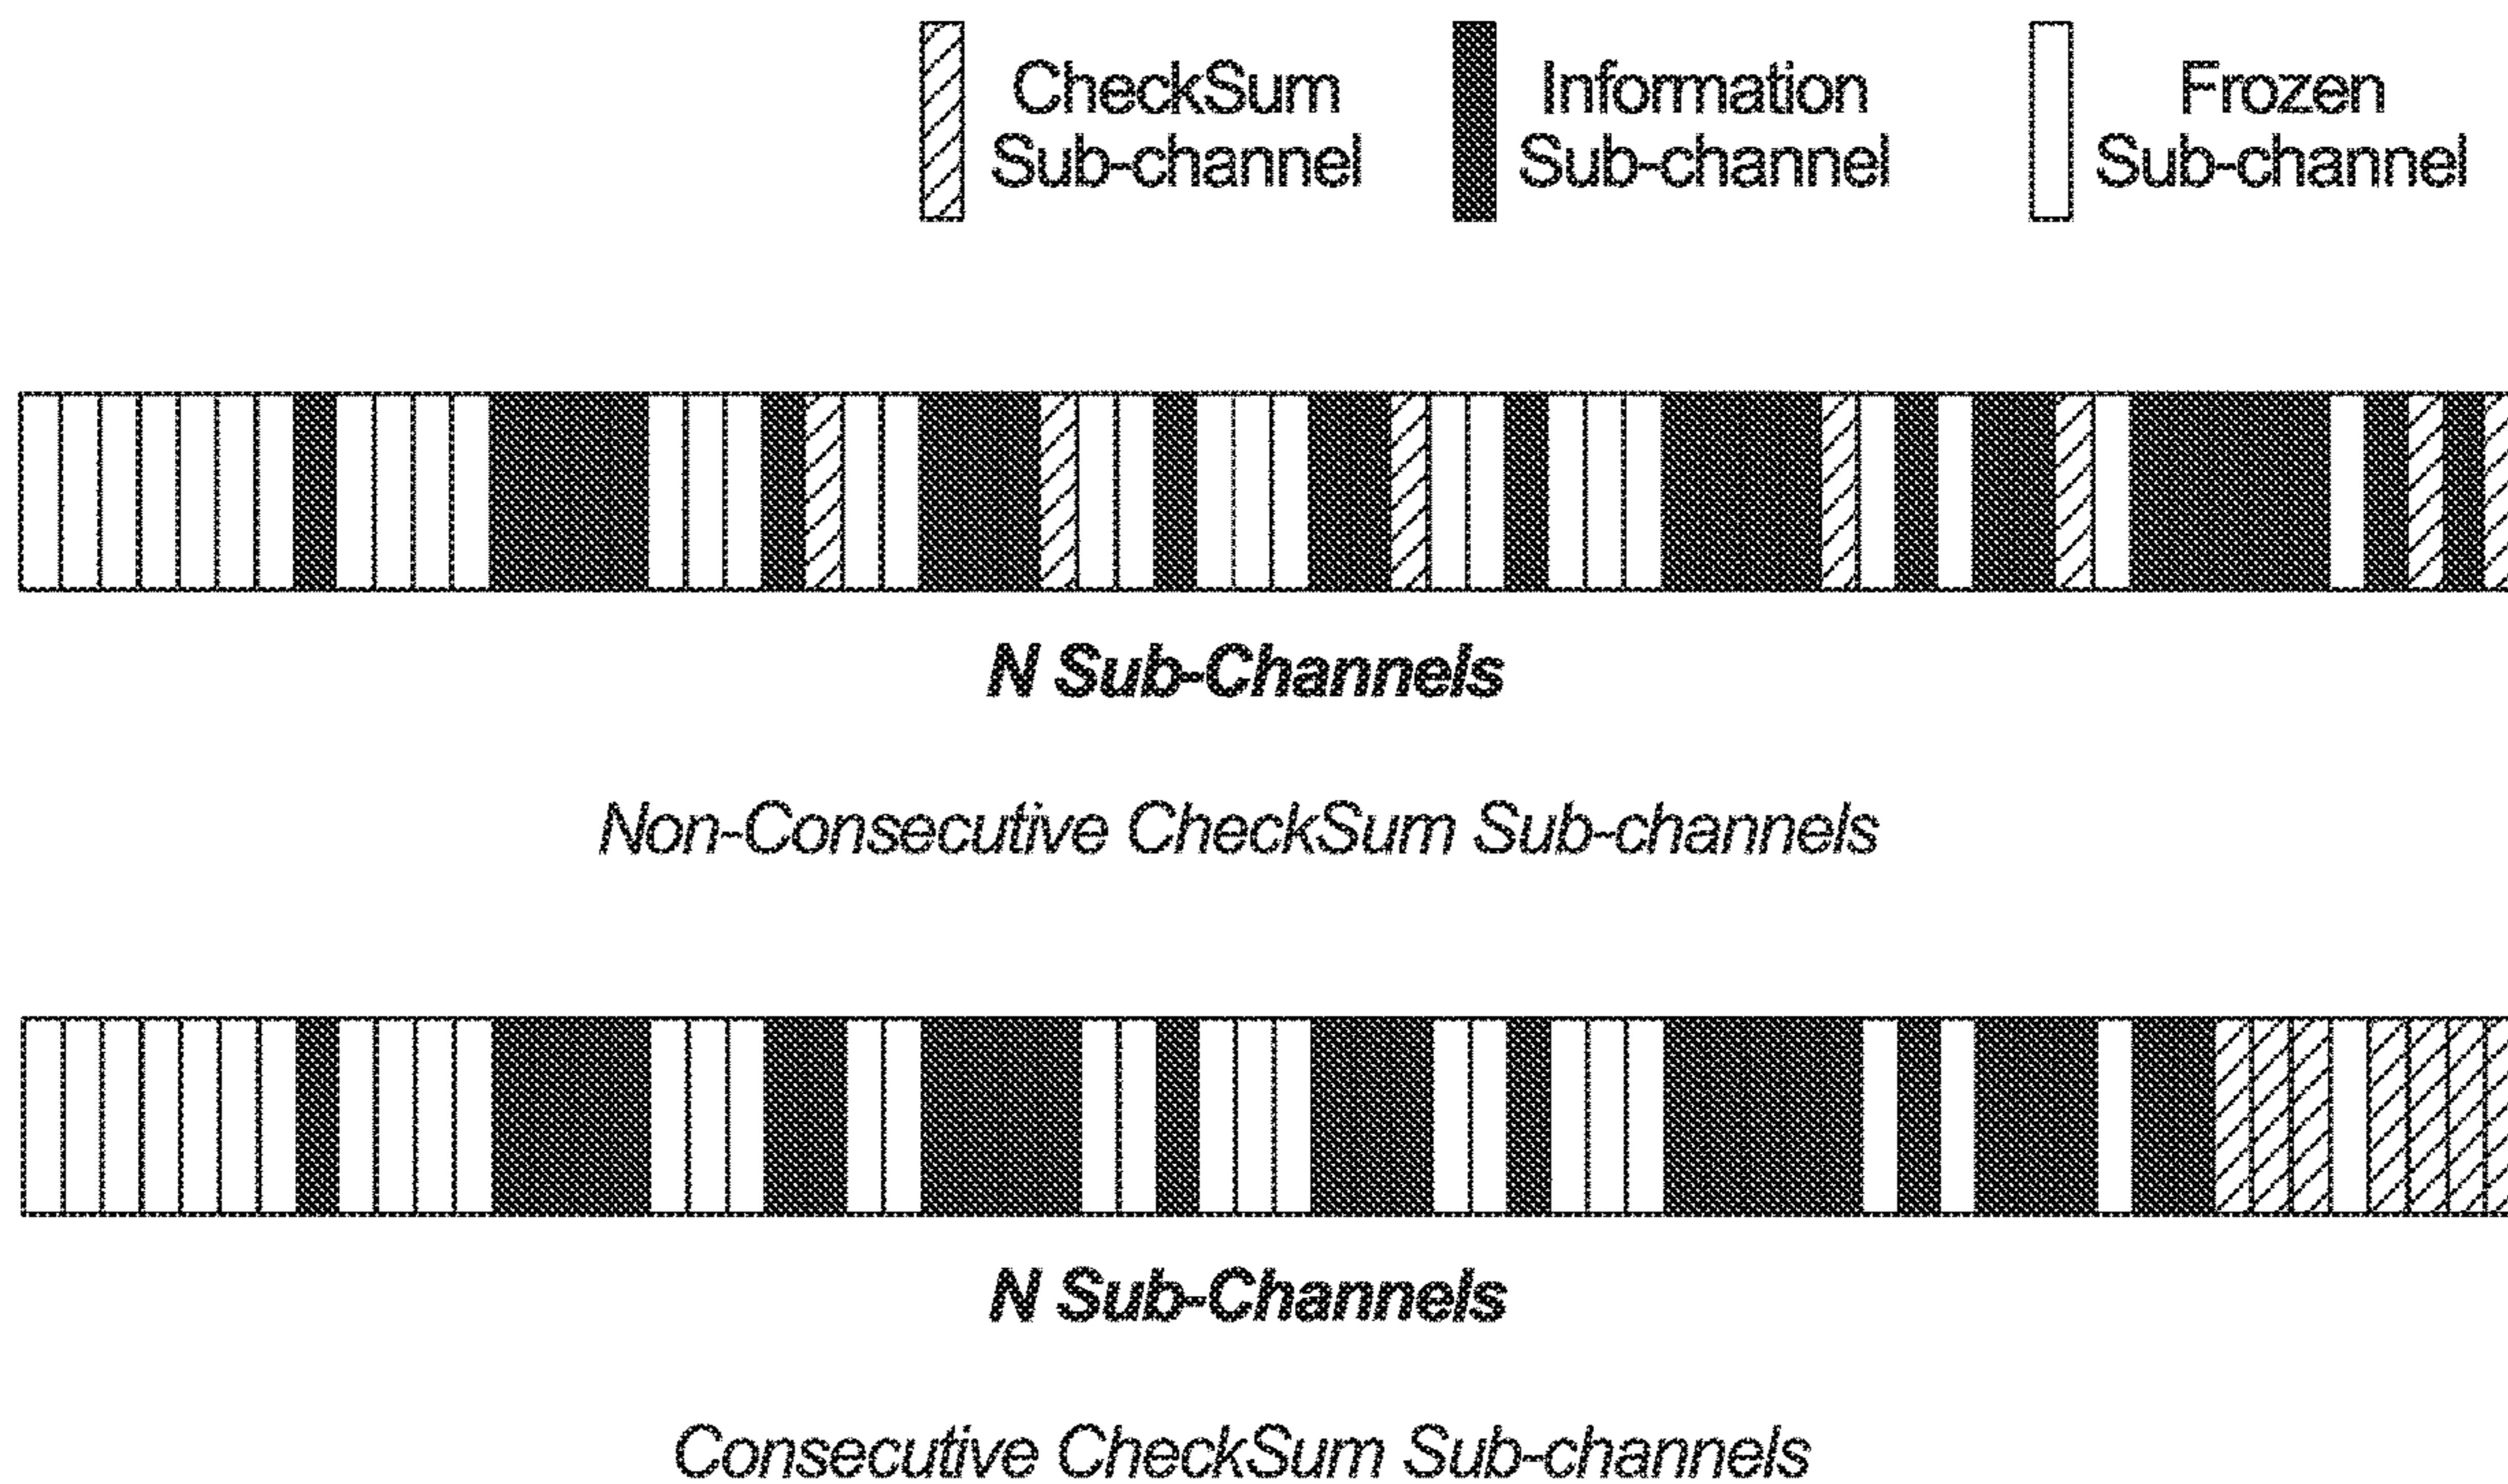 CheckSum
Sub-channel
Information
Sub-channel
Frozen
Sub-channel
N Sub-Channels
Non-Consecutive CheckSum Sub-channels
N Sub-Channels
Consecutive CheckSum Sub-channels